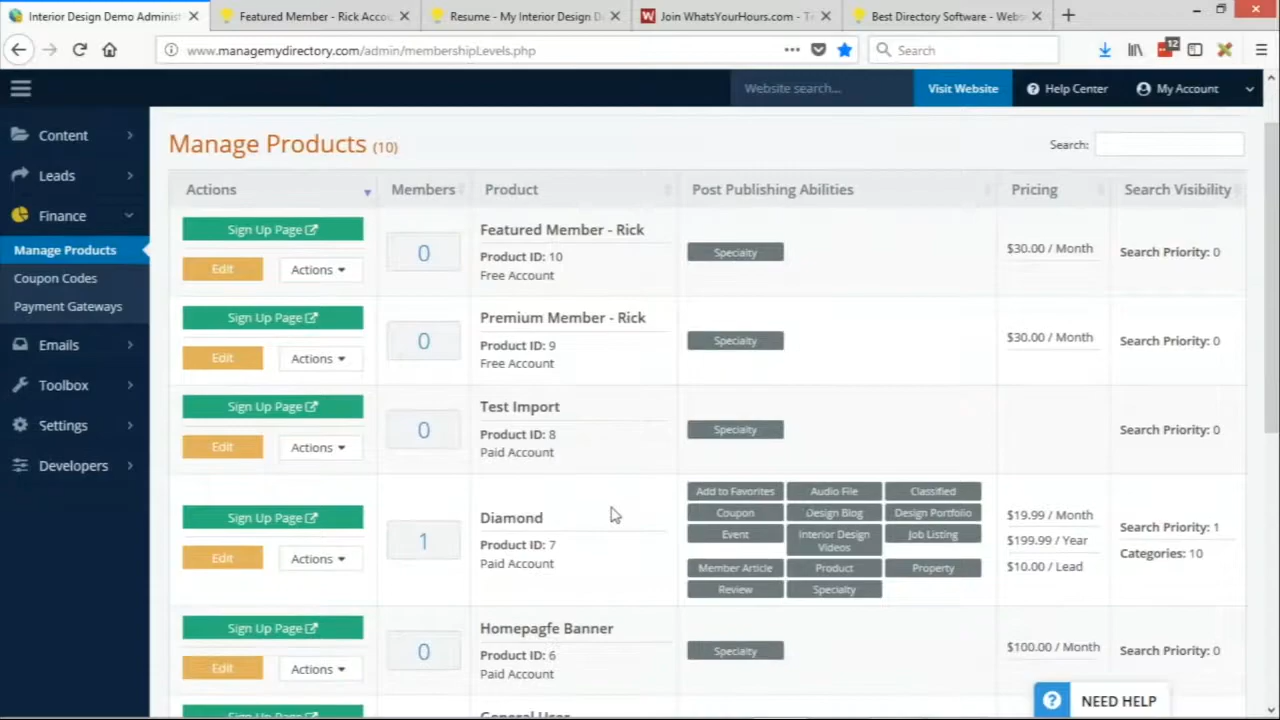 Interior Design Demo Administ
Featured Member - Rick Accou
Resume - My Interior Design D
Join WhatsYourHours.com - T
Best Directory Software - Webs
www.managemydirectory.com/admin/membershipLevels.php
Search
12
Website search...
Visit Website
Help Center
My Account
Content
Leads
Finance
Manage Products
Coupon Codes
Payment Gateways
Emails
Toolbox
Settings
Developers
Manage Products (10)
Search:
Actions Members Product Post Publishing Abilities Pricing Search Visibility
Sign Up Page
Edit Actions
0
Featured Member - Rick
Product ID: 10
Free Account
Specialty
$30.00 / Month
Search Priority: 0
Sign Up Page
Edit Actions
0
Premium Member - Rick
Product ID: 9
Free Account
Specialty
$30.00 / Month
Search Priority: 0
Sign Up Page
Edit Actions
0
Test Import
Product ID: 8
Paid Account
Specialty
Search Priority: 0
Sign Up Page
Edit Actions
1
Diamond
Product ID: 7
Paid Account
Add to Favorites Audio File Classified
Coupon Design Blog Design Portfolio
Event Interior Design Videos Job Listing
Member Article Product Property
Review Specialty
$19.99 / Month
$199.99 / Year
$10.00 / Lead
Search Priority: 1
Categories: 10
Sign Up Page
Edit Actions
0
Homepagfe Banner
Product ID: 6
Paid Account
Specialty
$100.00 / Month
Search Priority: 0
Sign Up Page
General User
NEED HELP